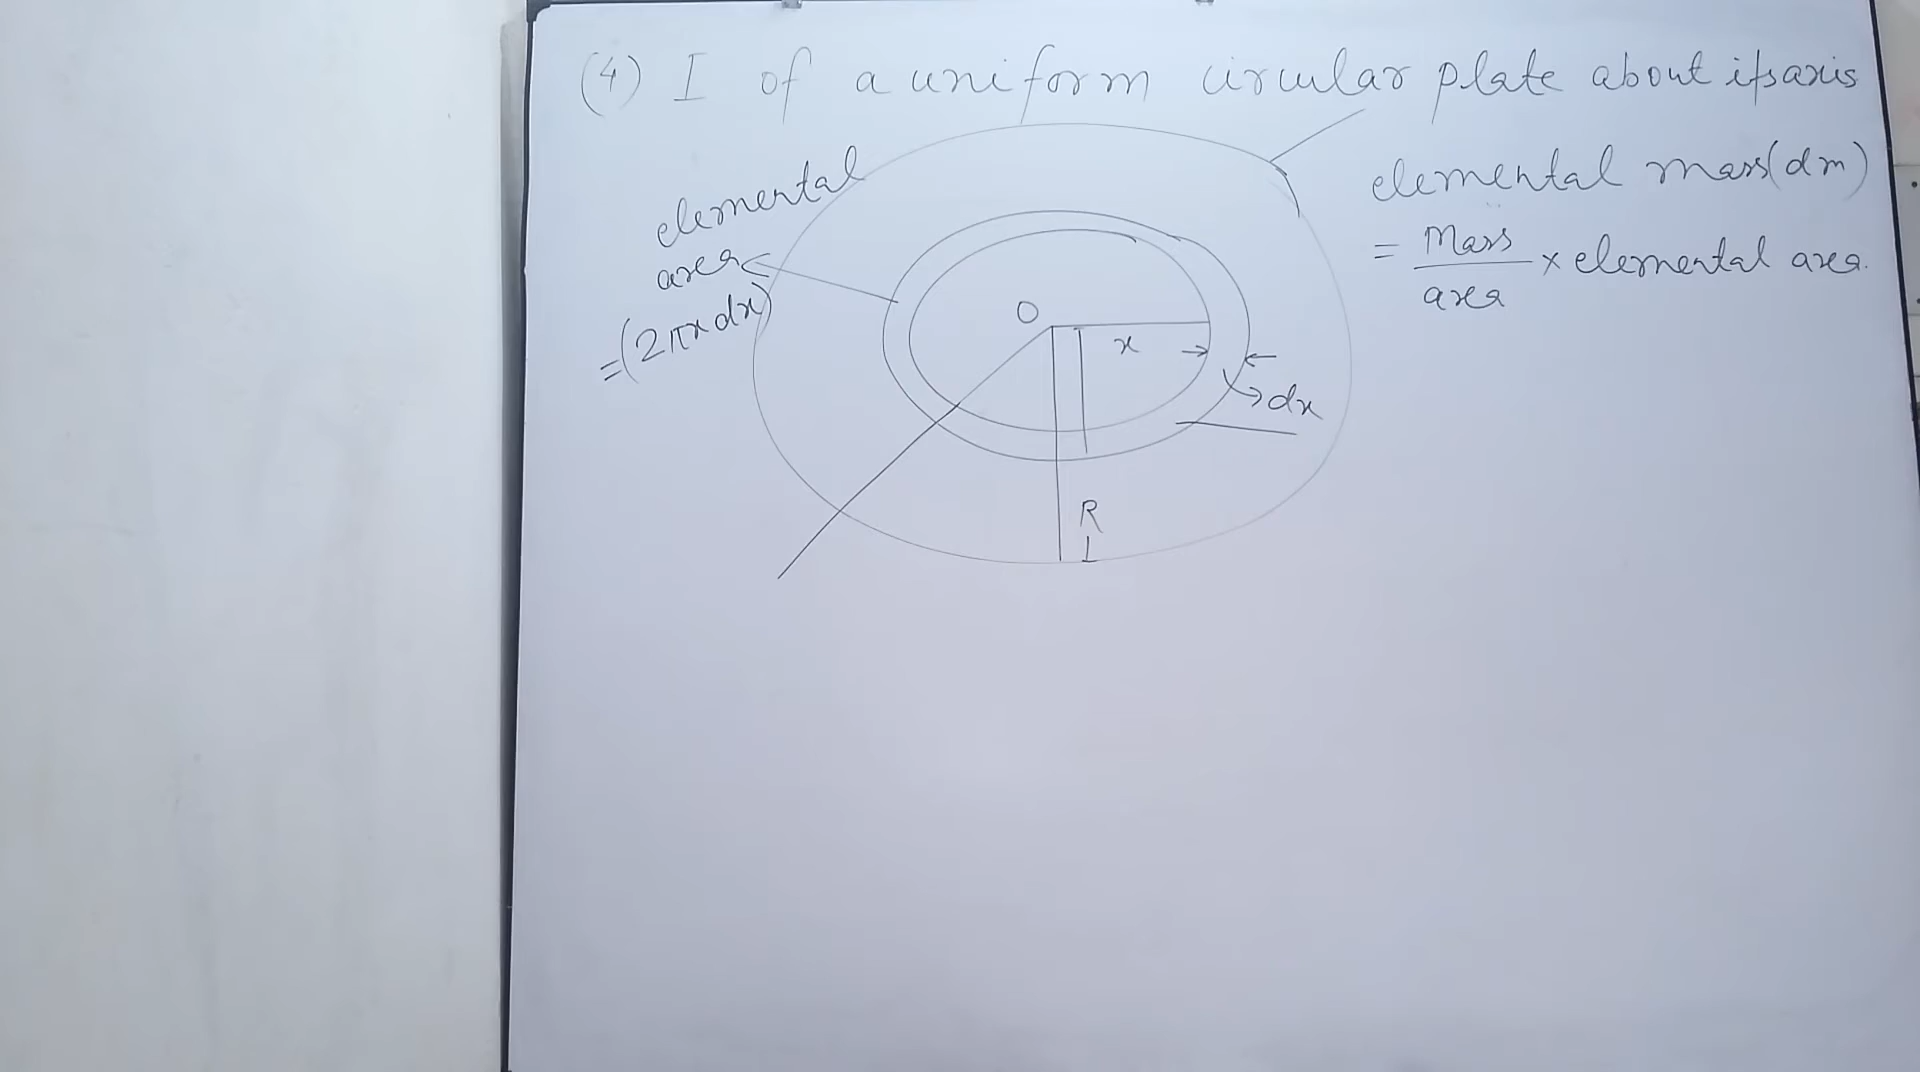 (4) I of a uniform circular plate about its axis
elemental
area
=(2πx dx)
elemental mass(dm)
= Mass
area × elemental area.
O
x
dx
R